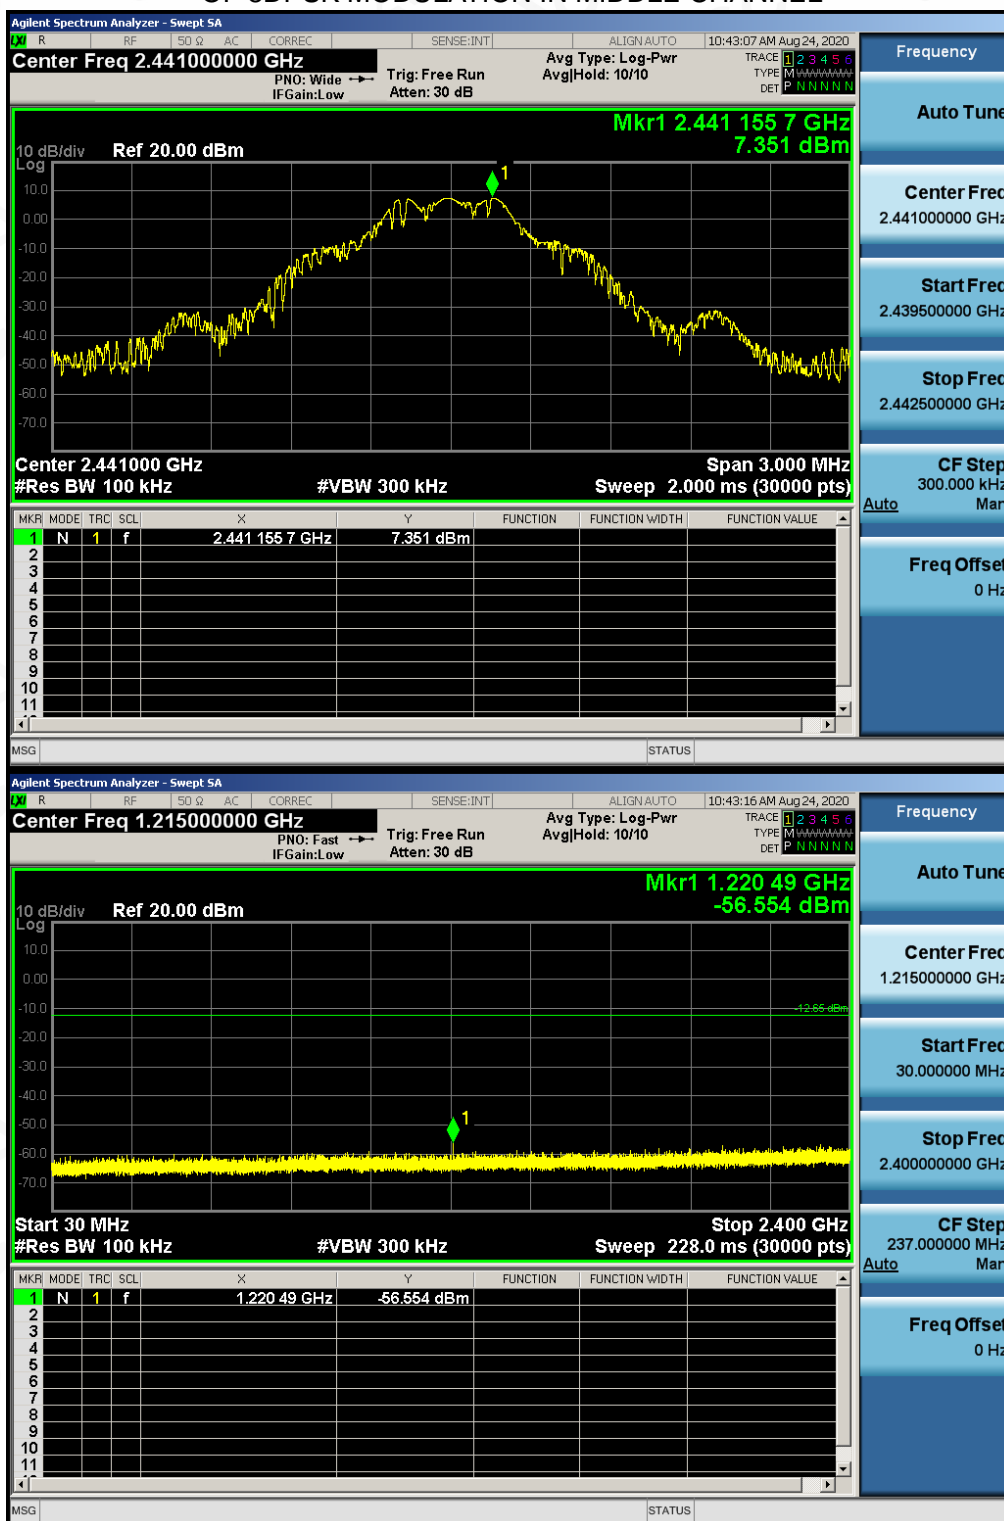 Agilent Spectrum Analyzer - Swept SA
LXI R RF 50 Ω AC CORREC SENSE:INT ALIGN AUTO 10:43:07 AM Aug 24, 2020
Center Freq 2.441000000 GHz
PNO: Wide
IFGain:Low
Trig: Free Run
Atten: 30 dB
Avg Type: Log-Pwr
Avg|Hold: 10/10
TRACE 1 2 3 4 5 6
TYPE M
DET P N N N N N
Mkr1 2.441 155 7 GHz
7.351 dBm
10 dB/div Ref 20.00 dBm
Log
1
10.0
0.00
-10.0
-20.0
-30.0
-40.0
-50.0
-60.0
-70.0
Center 2.441000 GHz Span 3.000 MHz
#Res BW 100 kHz #VBW 300 kHz Sweep 2.000 ms (30000 pts)
MKR MODE TRC SCL X Y FUNCTION FUNCTION WIDTH FUNCTION VALUE
1 N 1 f 2.441 155 7 GHz 7.351 dBm
2
3
4
5
6
7
8
9
10
11
MSG STATUS
Frequency
Auto Tune
Center Freq
2.441000000 GHz
Start Freq
2.439500000 GHz
Stop Freq
2.442500000 GHz
CF Step
300.000 kHz
Auto Man
Freq Offset
0 Hz
Agilent Spectrum Analyzer - Swept SA
LXI R RF 50 Ω AC CORREC SENSE:INT ALIGN AUTO 10:43:16 AM Aug 24, 2020
Center Freq 1.215000000 GHz
PNO: Fast
IFGain:Low
Trig: Free Run
Atten: 30 dB
Avg Type: Log-Pwr
Avg|Hold: 10/10
TRACE 1 2 3 4 5 6
TYPE M
DET P N N N N N
Mkr1 1.220 49 GHz
-56.554 dBm
10 dB/div Ref 20.00 dBm
Log
10.0
0.00
-10.0
-12.65 dBm
-20.0
-30.0
-40.0
-50.0
1
-60.0
-70.0
Start 30 MHz Stop 2.400 GHz
#Res BW 100 kHz #VBW 300 kHz Sweep 228.0 ms (30000 pts)
MKR MODE TRC SCL X Y FUNCTION FUNCTION WIDTH FUNCTION VALUE
1 N 1 f 1.220 49 GHz -56.554 dBm
2
3
4
5
6
7
8
9
10
11
MSG STATUS
Frequency
Auto Tune
Center Freq
1.215000000 GHz
Start Freq
30.000000 MHz
Stop Freq
2.400000000 GHz
CF Step
237.000000 MHz
Auto Man
Freq Offset
0 Hz